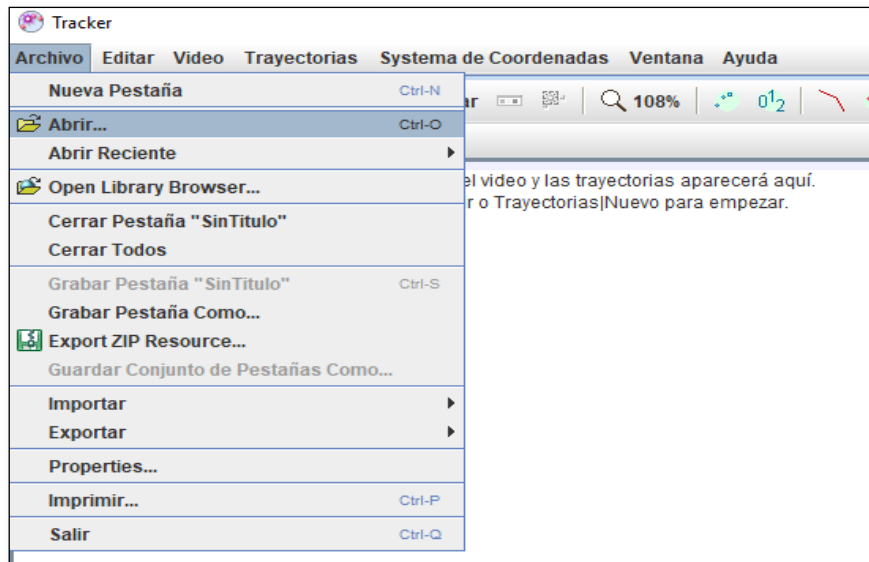 Tracker
Archivo Editar Video Trayectorias Systema de Coordenadas Ventana Ayuda
Nueva Pestaña Ctrl-N
ar 108% 0¹2
Abrir... Ctrl-O
Abrir Reciente
el video y las trayectorias aparecerá aquí.
Open Library Browser...
r o Trayectorias|Nuevo para empezar.
Cerrar Pestaña "SinTitulo"
Cerrar Todos
Grabar Pestaña "SinTitulo" Ctrl-S
Grabar Pestaña Como...
Export ZIP Resource...
Guardar Conjunto de Pestañas Como...
Importar
Exportar
Properties...
Imprimir... Ctrl-P
Salir Ctrl-Q